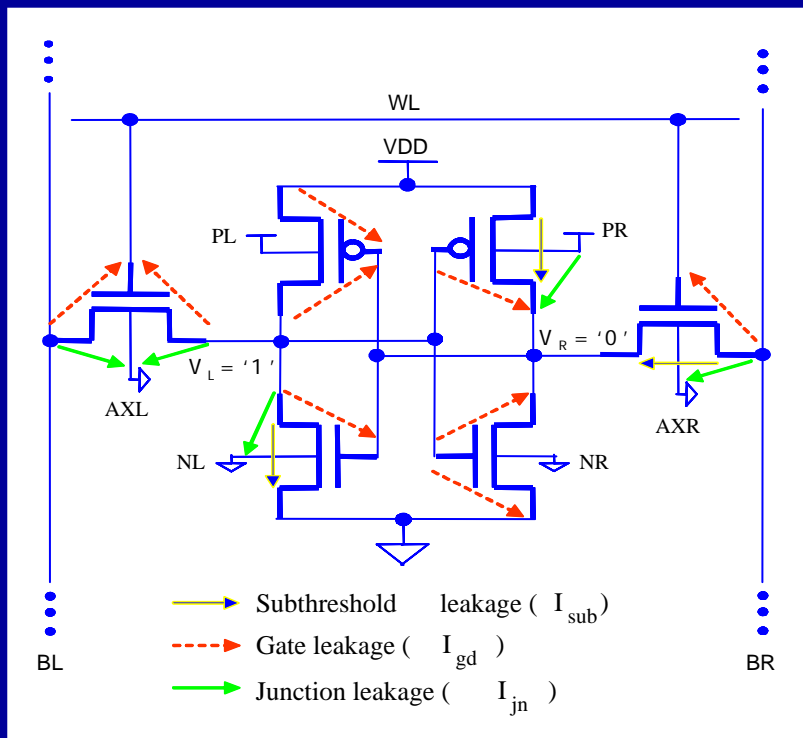 WL
VDD
PL
PR
V R = ‘0’
V L = ‘1’
AXL
AXR
NL
NR
Subthreshold leakage ( I sub)
Gate leakage ( I gd )
BL
BR
Junction leakage ( I jn )